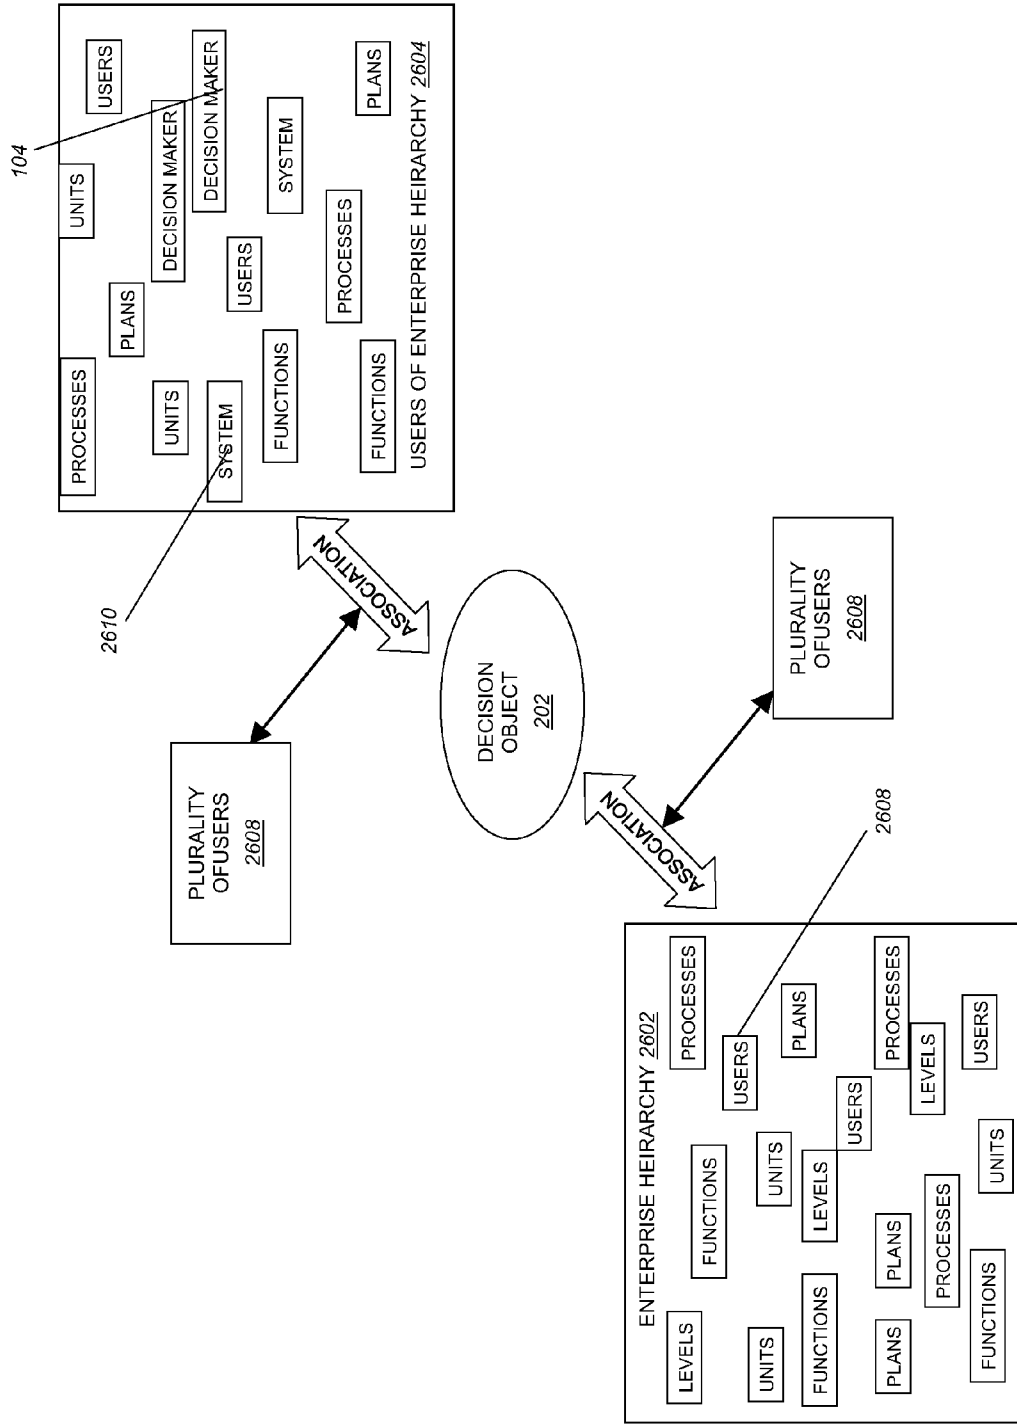 104
PROCESSES
UNITS
USERS
PLANS
UNITS
DECISION MAKER
DECISION MAKER
SYSTEM
USERS
FUNCTIONS
SYSTEM
PROCESSES
FUNCTIONS
PLANS
USERS OF ENTERPRISE HEIRARCHY 2604
2610
PLURALITY
OFUSERS
2608
ASSOCIATION
DECISION
OBJECT
202
ASSOCIATION
PLURALITY
OFUSERS
2608
2608
ENTERPRISE HEIRARCHY 2602
LEVELS
PROCESSES
FUNCTIONS
USERS
UNITS
UNITS
PLANS
FUNCTIONS
LEVELS
USERS
PLANS
PLANS
PROCESSES
LEVELS
PROCESSES
USERS
FUNCTIONS
UNITS